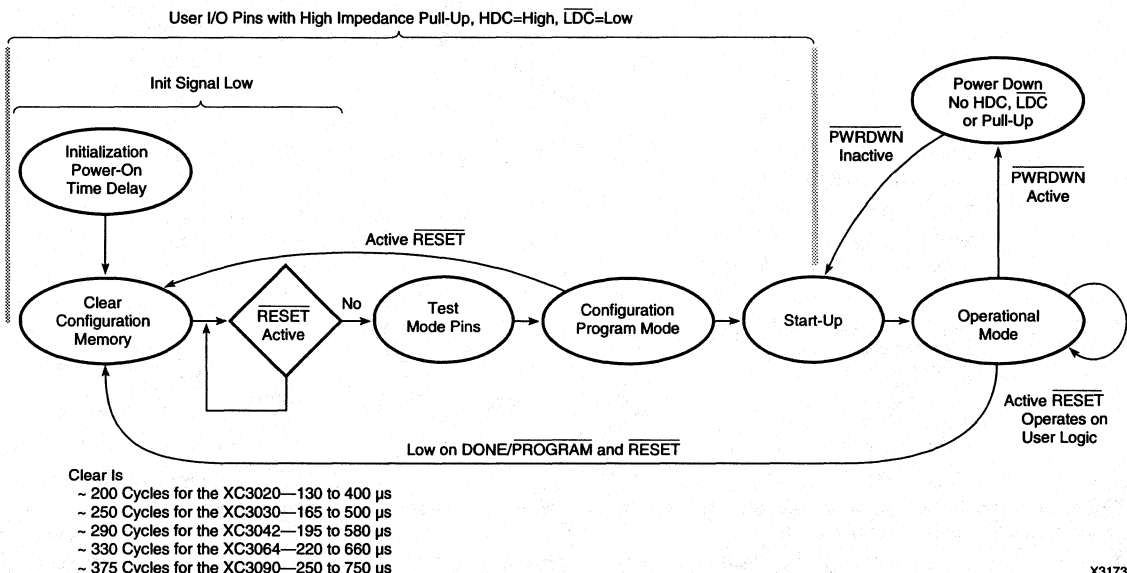 User I/O Pins with High Impedance Pull-Up, HDC=High, LDC=Low
Init Signal Low
Initialization
Power-On
Time Delay
Power Down
No HDC, LDC
or Pull-Up
PWRDWN
Inactive
PWRDWN
Active
Active RESET
Clear
Configuration
Memory
RESET
Active
No
Test
Mode Pins
Configuration
Program Mode
Start-Up
Operational
Mode
Active RESET
Operates on
User Logic
Low on DONE/PROGRAM and RESET
Clear Is
~ 200 Cycles for the XC3020—130 to 400 µs
~ 250 Cycles for the XC3030—165 to 500 µs
~ 290 Cycles for the XC3042—195 to 580 µs
~ 330 Cycles for the XC3064—220 to 660 µs
~ 375 Cycles for the XC3090—250 to 750 µs
X3173